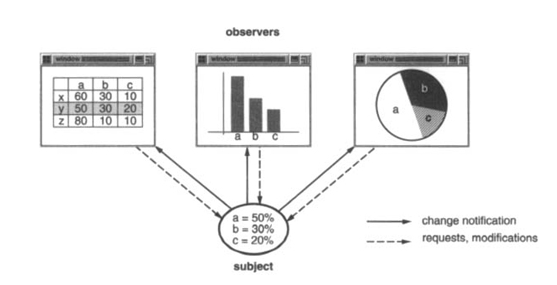 observers
window
window
window
a b c
x 60 30 10
y 50 30 20
z 80 10 10
a b c
a
b
c
a = 50%
b = 30%
c = 20%
subject
change notification
requests, modifications